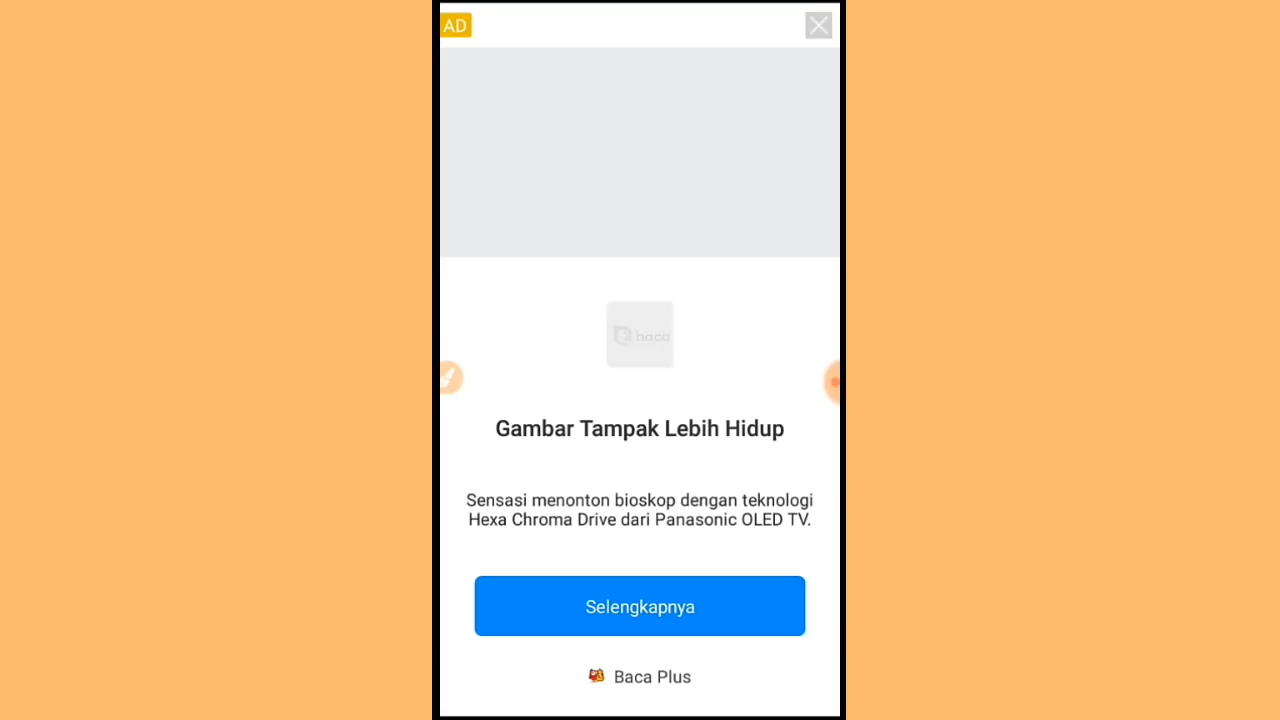 AD
baca
Gambar Tampak Lebih Hidup
Sensasi menonton bioskop dengan teknologi
Hexa Chroma Drive dari Panasonic OLED TV.
Selengkapnya
Baca Plus